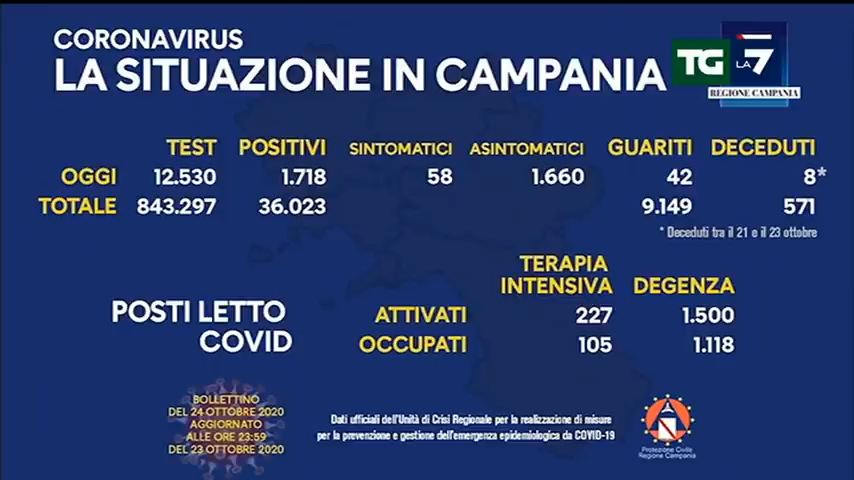 CORONAVIRUS
LA SITUAZIONE IN CAMPANIA
TG LA 7
REGIONE CAMPANIA
TEST POSITIVI SINTOMATICI ASINTOMATICI GUARITI DECEDUTI
OGGI 12.530 1.718 58 1.660 42 8*
TOTALE 843.297 36.023 9.149 571
* Deceduti tra il 21 e il 23 ottobre
TERAPIA
INTENSIVA DEGENZA
POSTI LETTO
COVID
ATTIVATI 227 1.500
OCCUPATI 105 1.118
BOLLETTINO
DEL 24 OTTOBRE 2020
AGGIORNATO
ALLE ORE 23:59
DEL 23 OTTOBRE 2020
Dati ufficiali dell'Unità di Crisi Regionale per la realizzazione di misure
per la prevenzione e gestione dell'emergenza epidemiologica da COVID-19
Protezione Civile
Regione Campania